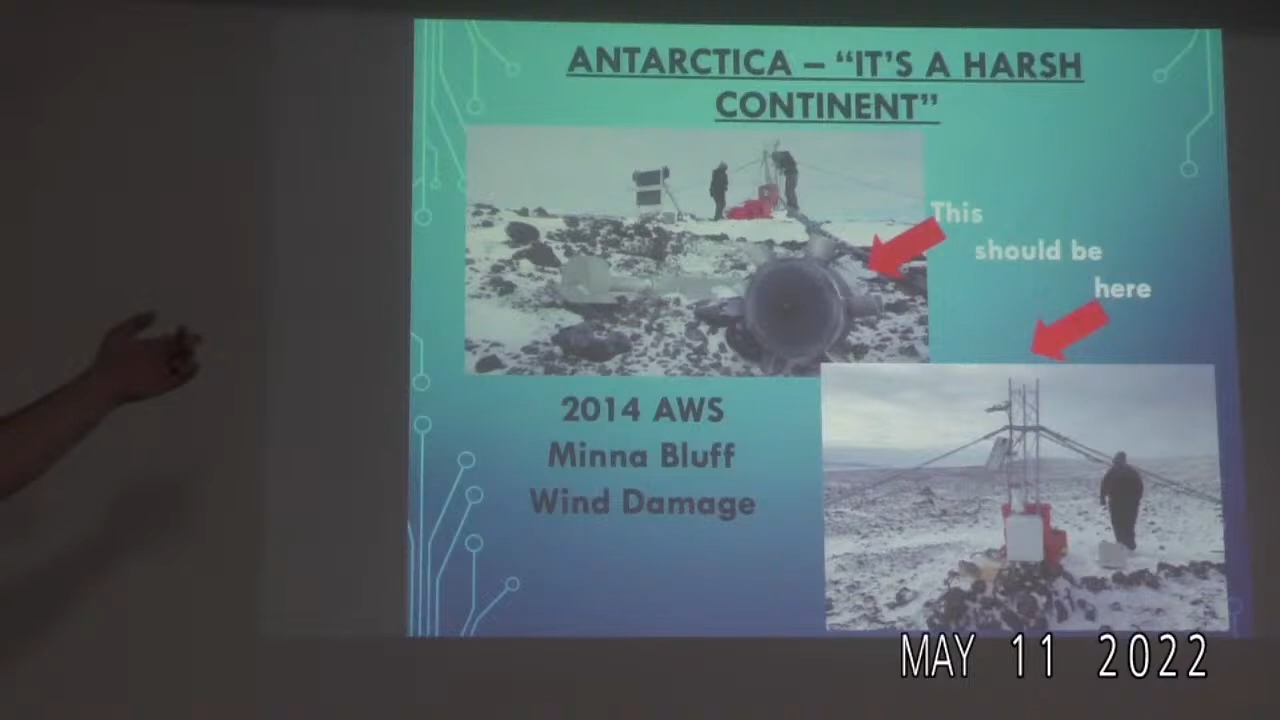 ANTARCTICA – “IT’S A HARSH
CONTINENT”
This
should be
here
2014 AWS
Minna Bluff
Wind Damage
MAY 11 2022